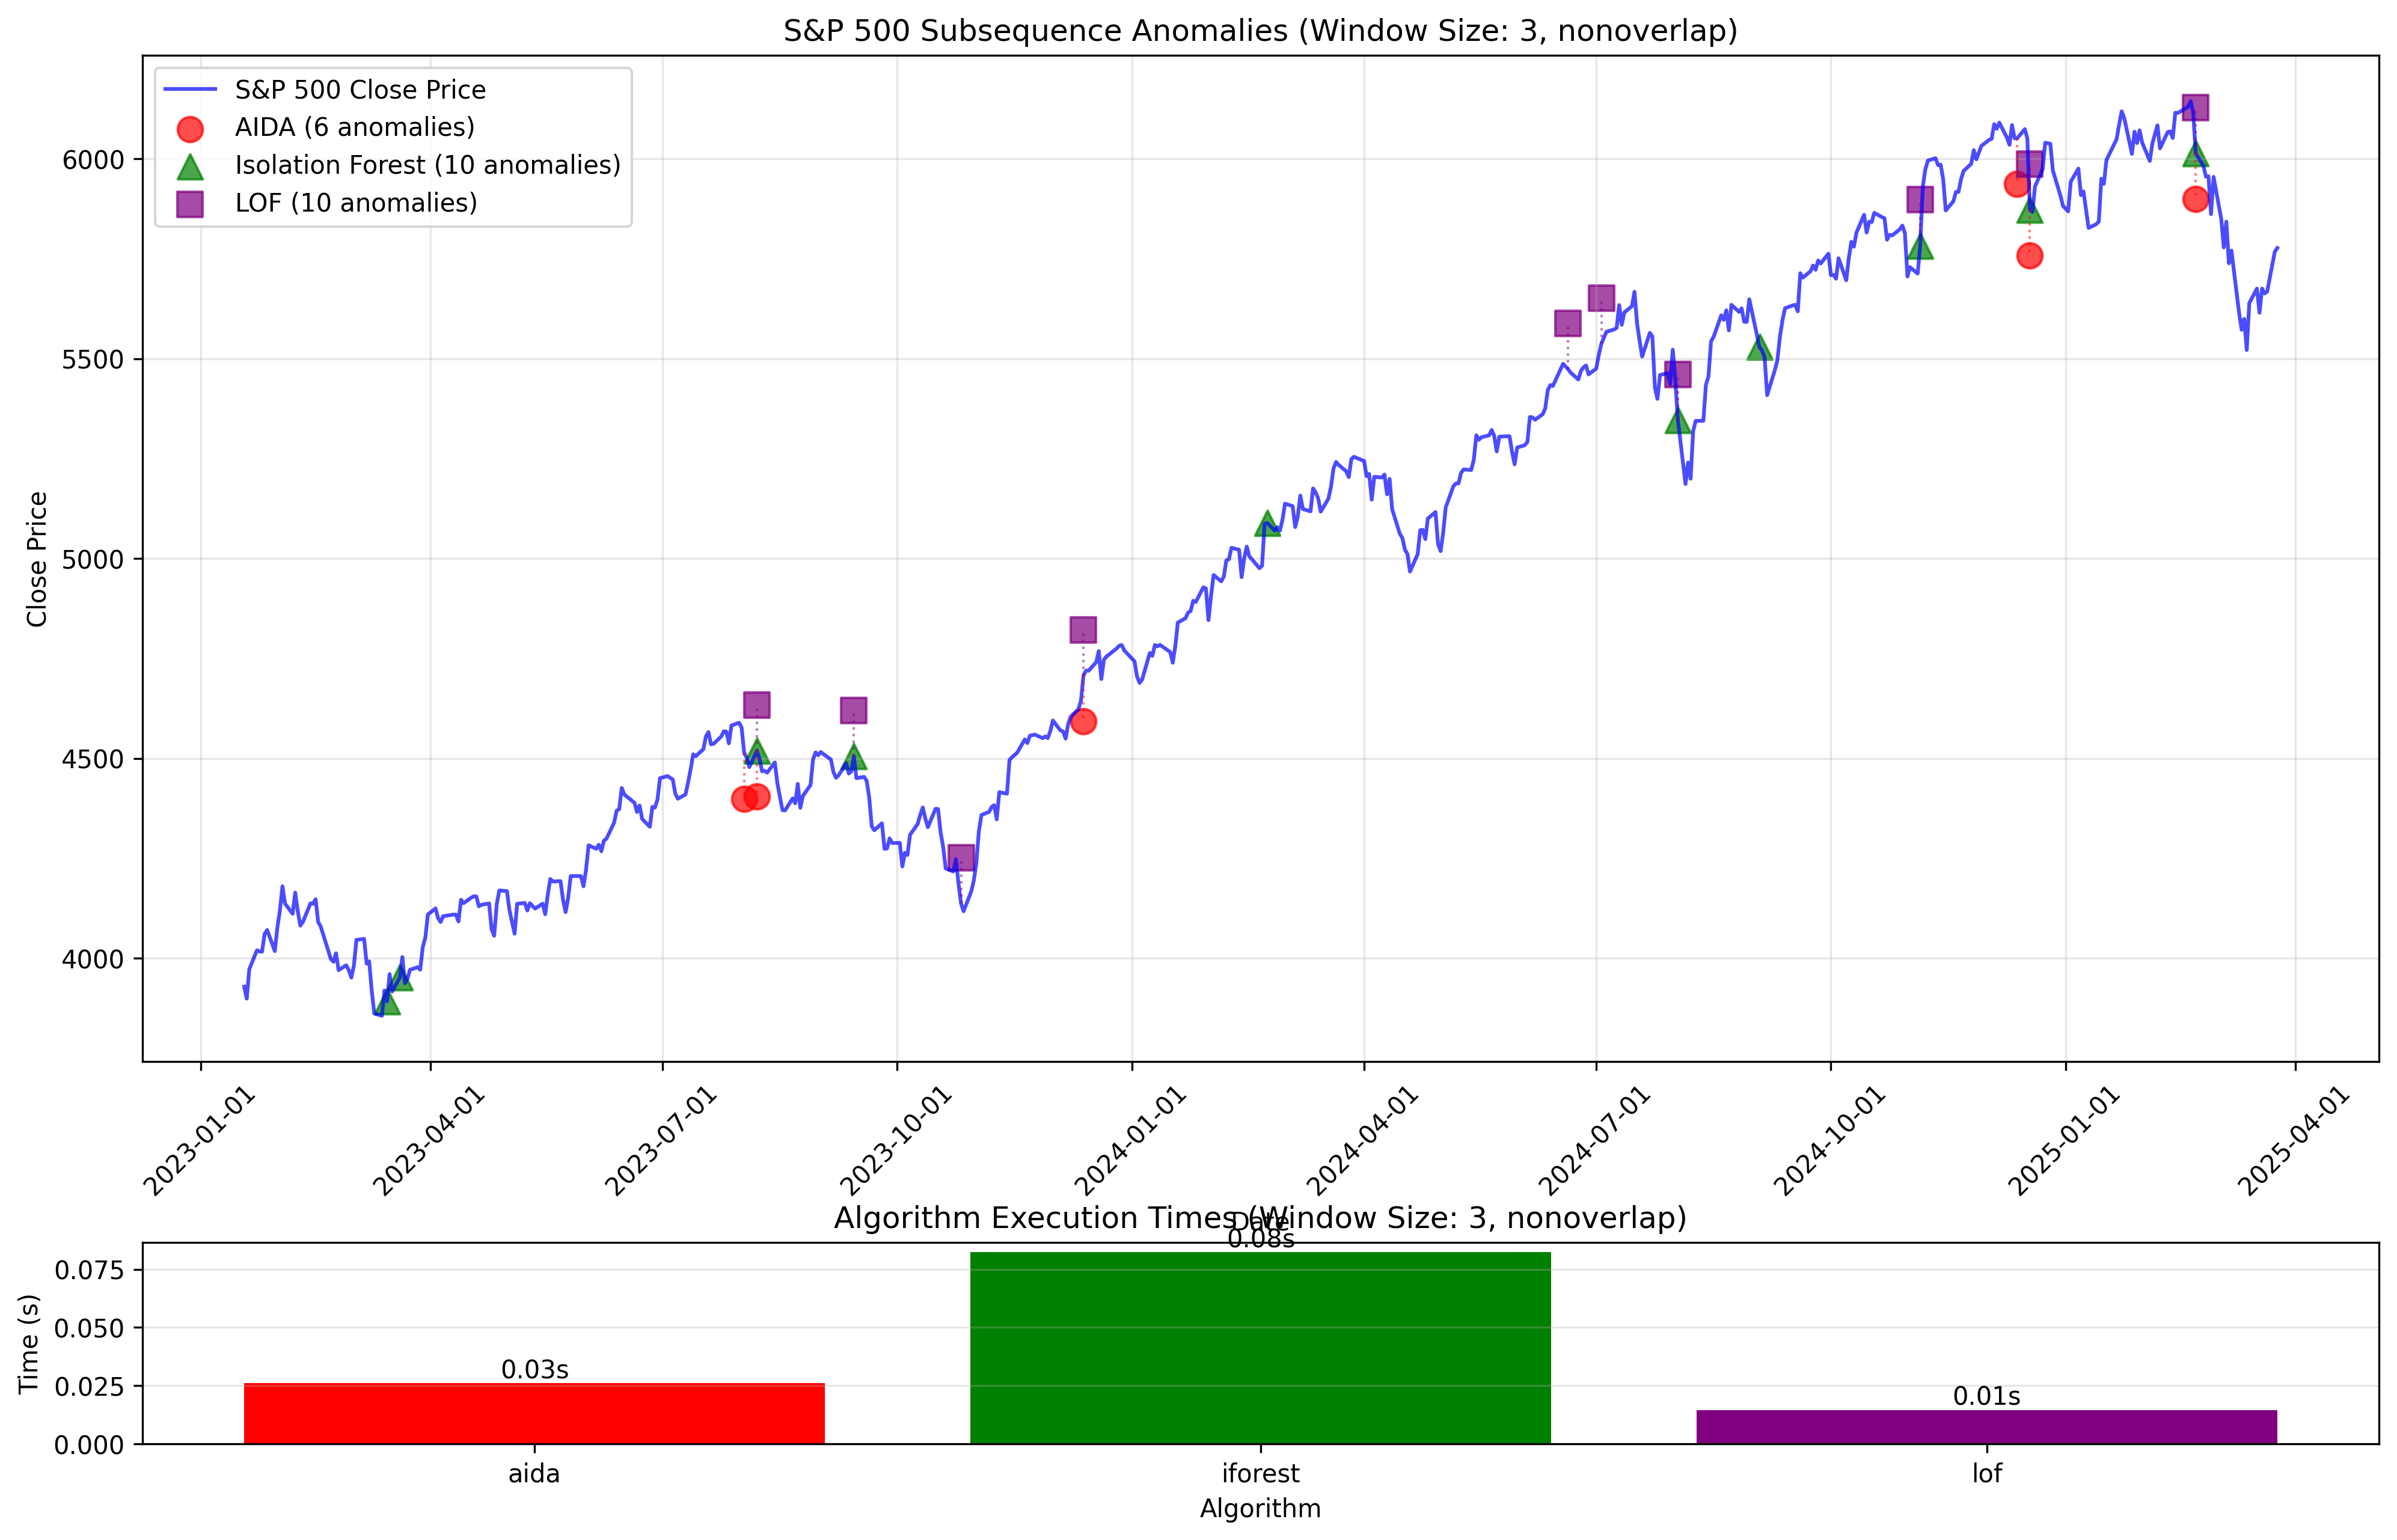 S&P 500 Subsequence Anomalies (Window Size: 3, nonoverlap)
S&P 500 Close Price
AIDA (6 anomalies)
Isolation Forest (10 anomalies)
LOF (10 anomalies)
Close Price
6000
5500
5000
4500
4000
2023-01-01
2023-04-01
2023-07-01
2023-10-01
2024-01-01
2024-04-01
2024-07-01
2024-10-01
2025-01-01
2025-04-01
Date
Algorithm Execution Times (Window Size: 3, nonoverlap)
Time (s)
0.075
0.050
0.025
0.000
0.03s
0.08s
0.01s
aida
iforest
lof
Algorithm